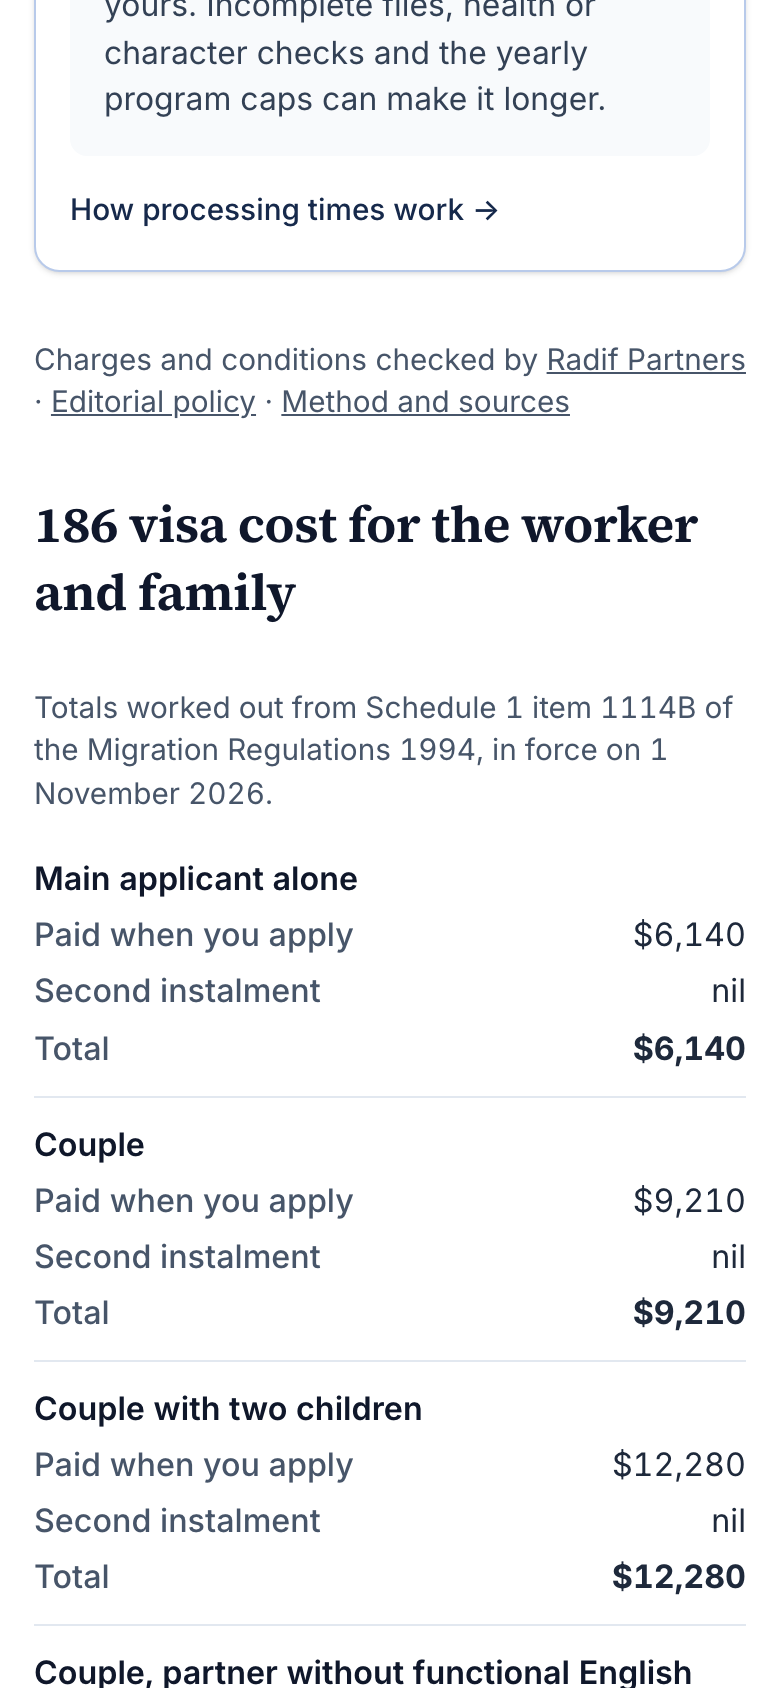 yours. Incomplete files, health or
character checks and the yearly
program caps can make it longer.
How processing times work →
Charges and conditions checked by Radif Partners
· Editorial policy · Method and sources
186 visa cost for the worker
and family
Totals worked out from Schedule 1 item 1114B of
the Migration Regulations 1994, in force on 1
November 2026.
Main applicant alone
Paid when you apply $6,140
Second instalment nil
Total $6,140
Couple
Paid when you apply $9,210
Second instalment nil
Total $9,210
Couple with two children
Paid when you apply $12,280
Second instalment nil
Total $12,280
Couple, partner without functional English